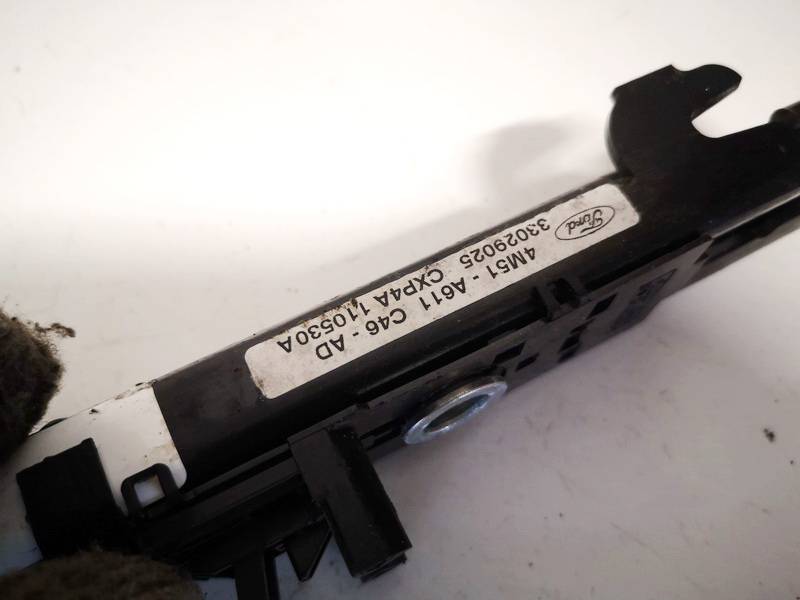 Ford
33029025 CXP4A 110530A
4M51 - A611 C46 - AD